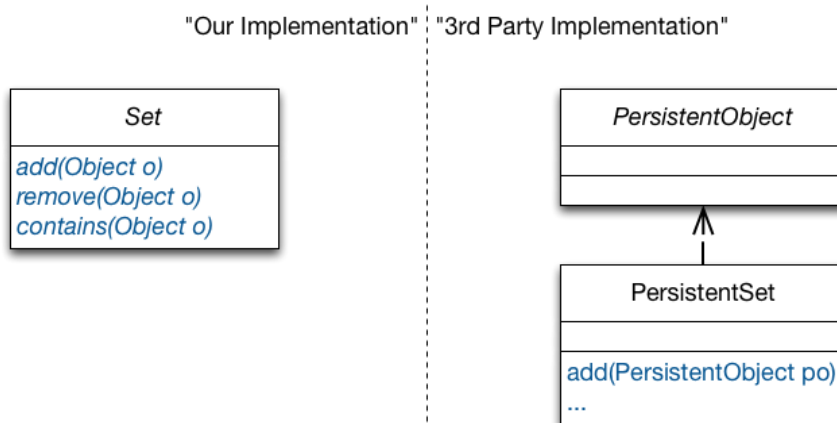 "Our Implementation" "3rd Party Implementation"
Set
add(Object o)
remove(Object o)
contains(Object o)
PersistentObject
PersistentSet
add(PersistentObject po)
...